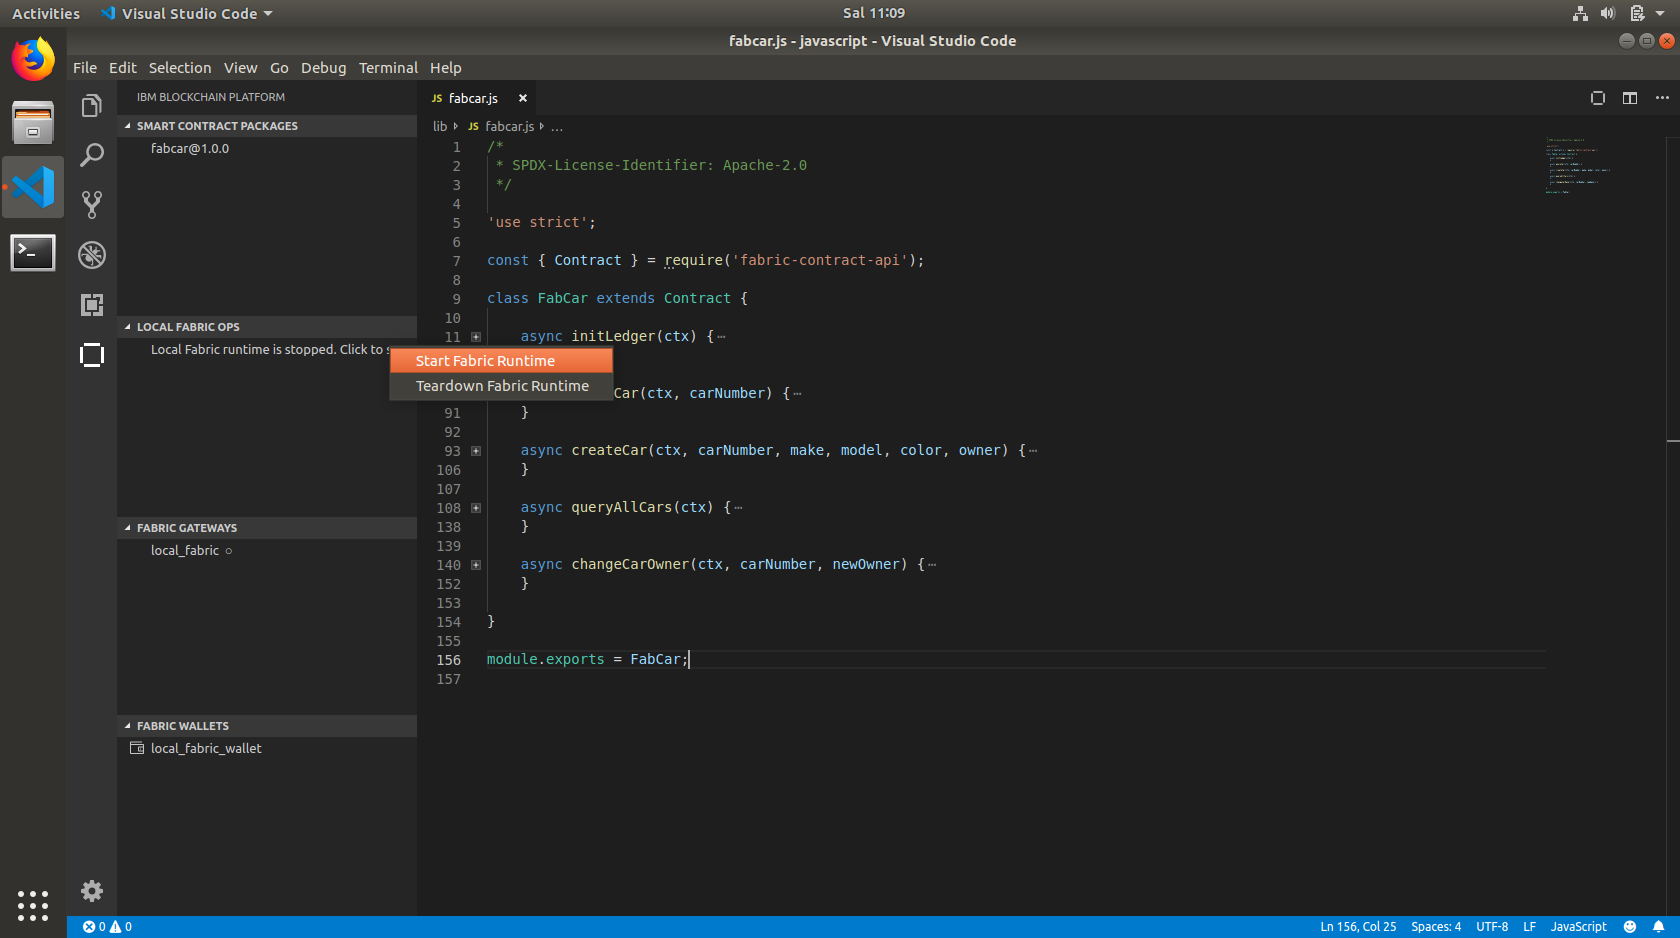 Activities Visual Studio Code Sal 11:09
fabcar.js - javascript - Visual Studio Code
File Edit Selection View Go Debug Terminal Help
IBM BLOCKCHAIN PLATFORM
SMART CONTRACT PACKAGES
fabcar@1.0.0
LOCAL FABRIC OPS
Local Fabric runtime is stopped. Click to s
Start Fabric Runtime
Teardown Fabric Runtime
FABRIC GATEWAYS
local_fabric ○
FABRIC WALLETS
local_fabric_wallet
JS fabcar.js ×
lib JS fabcar.js ...
1 /*
2 * SPDX-License-Identifier: Apache-2.0
3 */
4
5 'use strict';
6
7 const { Contract } = require('fabric-contract-api');
8
9 class FabCar extends Contract {
10
11 async initLedger(ctx) {⋯
Car(ctx, carNumber) {⋯
91 }
92
93 async createCar(ctx, carNumber, make, model, color, owner) {⋯
106 }
107
108 async queryAllCars(ctx) {⋯
138 }
139
140 async changeCarOwner(ctx, carNumber, newOwner) {⋯
152 }
153
154 }
155
156 module.exports = FabCar;
157
0 0 Ln 156, Col 25 Spaces: 4 UTF-8 LF JavaScript